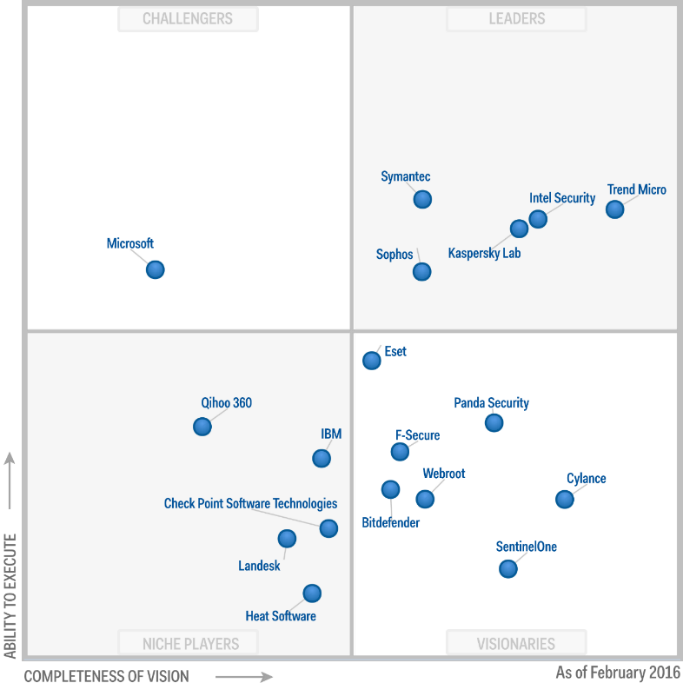 CHALLENGERS
LEADERS
Symantec
Trend Micro
Intel Security
Microsoft
Sophos
Kaspersky Lab
Eset
Qihoo 360
Panda Security
IBM
F-Secure
Webroot
Cylance
Check Point Software Technologies
Bitdefender
SentinelOne
Landesk
Heat Software
ABILITY TO EXECUTE
NICHE PLAYERS
VISIONARIES
COMPLETENESS OF VISION
As of February 2016